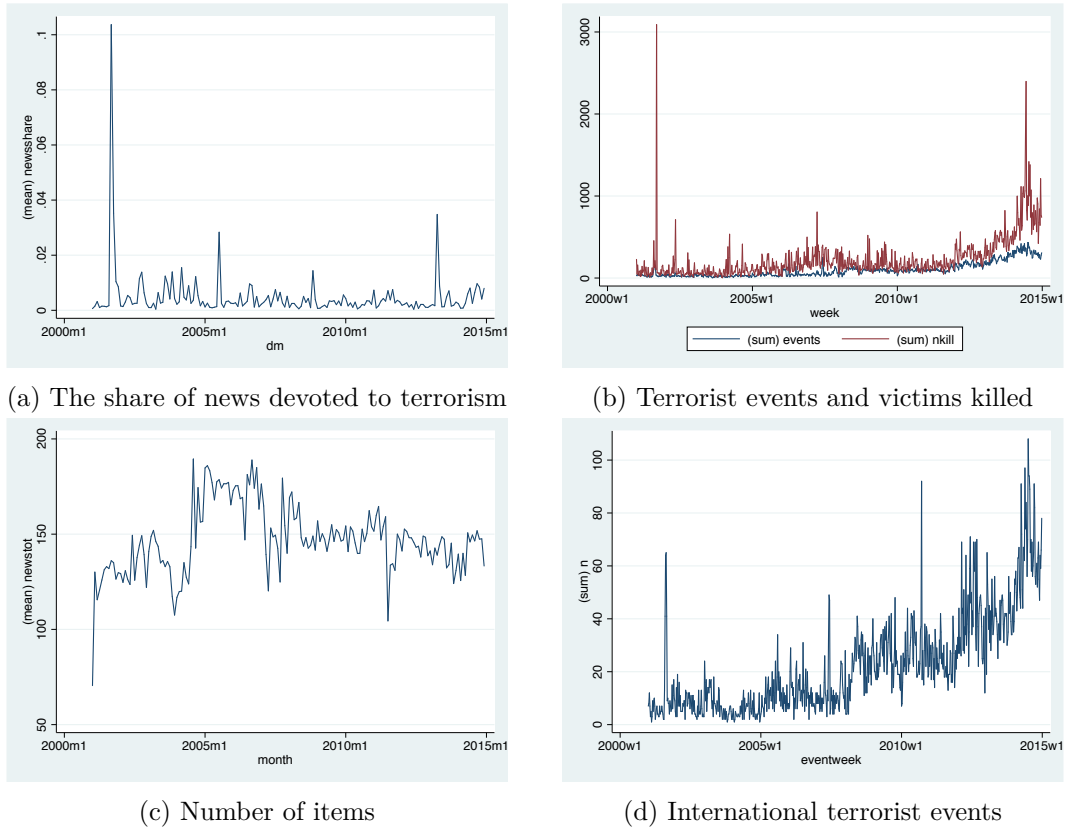 (mean) newsshare
.1
.08
.06
.04
.02
0
2000m1 2005m1 2010m1 2015m1
dm
(a) The share of news devoted to terrorism
3000
2000
1000
0
2000w1 2005w1 2010w1 2015w1
week
(sum) events (sum) nkill
(b) Terrorist events and victims killed
(mean) newstot
200
150
100
50
2000m1 2005m1 2010m1 2015m1
month
(c) Number of items
(sum) n
100
80
60
40
20
0
2000w1 2005w1 2010w1 2015w1
eventweek
(d) International terrorist events